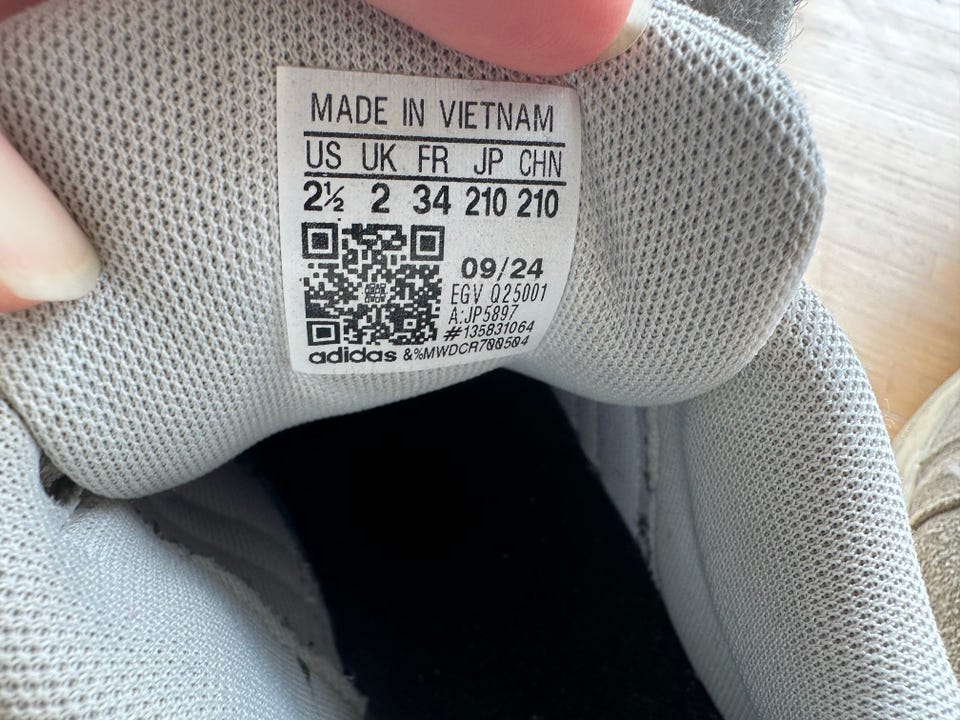 MADE IN VIETNAM
US UK FR JP CHN
2½ 2 34 210 210
09/24
EGV Q25001
A:JP5897
#135831064
adidas &%MWDCR700504